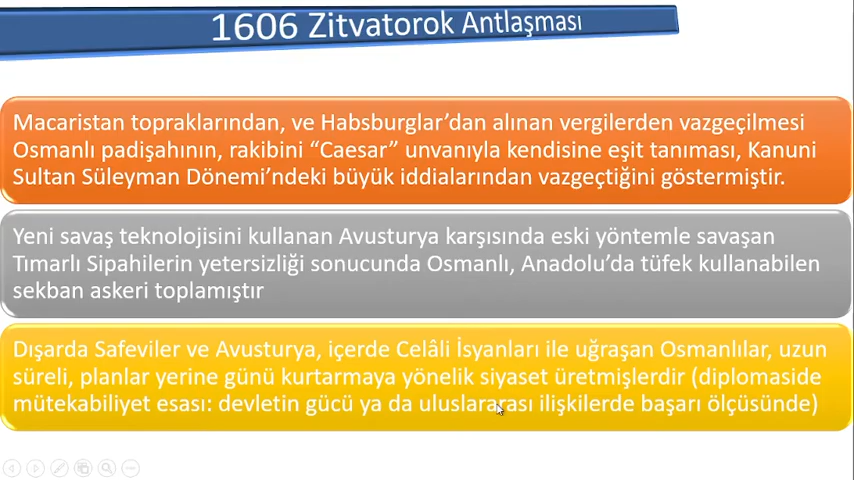 1606 Zitvatorok Antlaşması
Macaristan topraklarından, ve Habsburglar’dan alınan vergilerden vazgeçilmesi
Osmanlı padişahının, rakibini “Caesar” unvanıyla kendisine eşit tanıması, Kanuni
Sultan Süleyman Dönemi’ndeki büyük iddialarından vazgeçtiğini göstermiştir.
Yeni savaş teknolojisini kullanan Avusturya karşısında eski yöntemle savaşan
Tımarlı Sipahilerin yetersizliği sonucunda Osmanlı, Anadolu’da tüfek kullanabilen
sekban askeri toplamıştır
Dışarda Safeviler ve Avusturya, içerde Celâli İsyanları ile uğraşan Osmanlılar, uzun
süreli, planlar yerine günü kurtarmaya yönelik siyaset üretmişlerdir (diplomaside
mütekabiliyet esası: devletin gücü ya da uluslararası ilişkilerde başarı ölçüsünde)